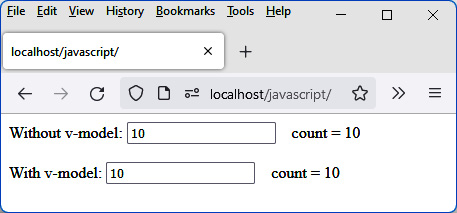 File Edit View History Bookmarks Tools Help
localhost/javascript/
localhost/javascript/
Without v-model: 10 count = 10
With v-model: 10 count = 10